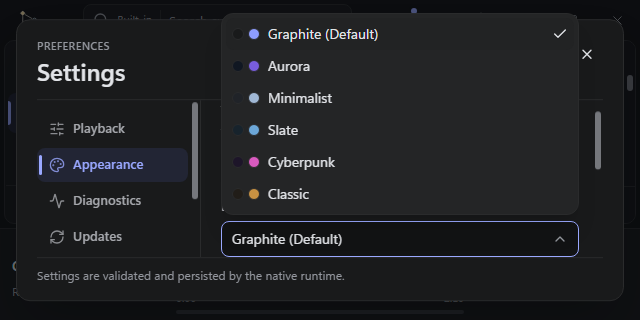 PREFERENCES
Settings
Playback
Appearance
Diagnostics
Updates
Graphite (Default)
Aurora
Minimalist
Slate
Cyberpunk
Classic
Graphite (Default)
Settings are validated and persisted by the native runtime.